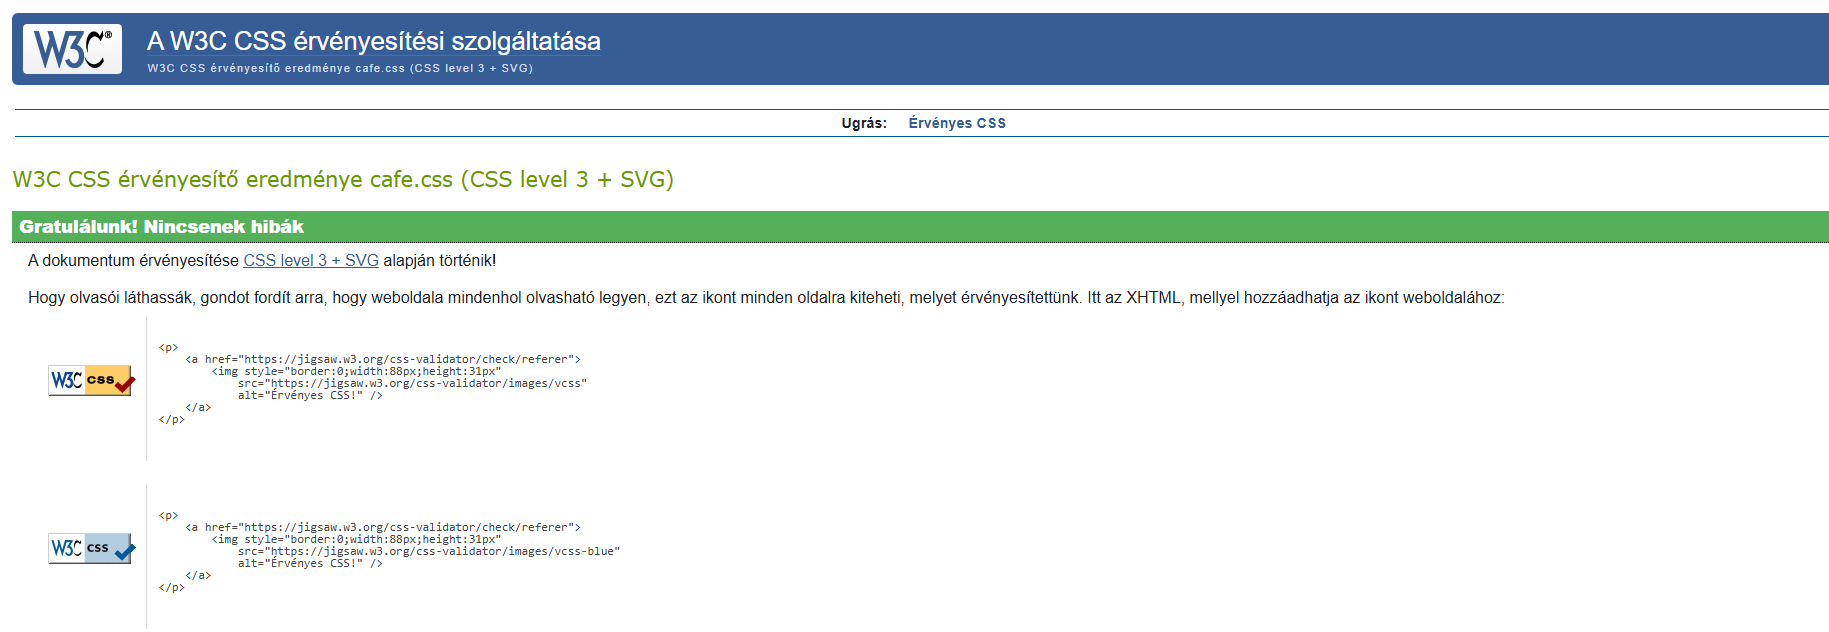 W3C®
A W3C CSS érvényesítési szolgáltatása
W3C CSS érvényesítő eredménye cafe.css (CSS level 3 + SVG)
Ugrás: Érvényes CSS
W3C CSS érvényesítő eredménye cafe.css (CSS level 3 + SVG)
Gratulálunk! Nincsenek hibák
A dokumentum érvényesítése CSS level 3 + SVG alapján történik!
Hogy olvasói láthassák, gondot fordít arra, hogy weboldala mindenhol olvasható legyen, ezt az ikont minden oldalra kiteheti, melyet érvényesítettünk. Itt az XHTML, mellyel hozzáadhatja az ikont weboldalához:
W3C css
<p>
<a href="https://jigsaw.w3.org/css-validator/check/referer">
<img style="border:0;width:88px;height:31px"
src="https://jigsaw.w3.org/css-validator/images/vcss"
alt="Érvényes CSS!" />
</a>
</p>
W3C css
<p>
<a href="https://jigsaw.w3.org/css-validator/check/referer">
<img style="border:0;width:88px;height:31px"
src="https://jigsaw.w3.org/css-validator/images/vcss-blue"
alt="Érvényes CSS!" />
</a>
</p>